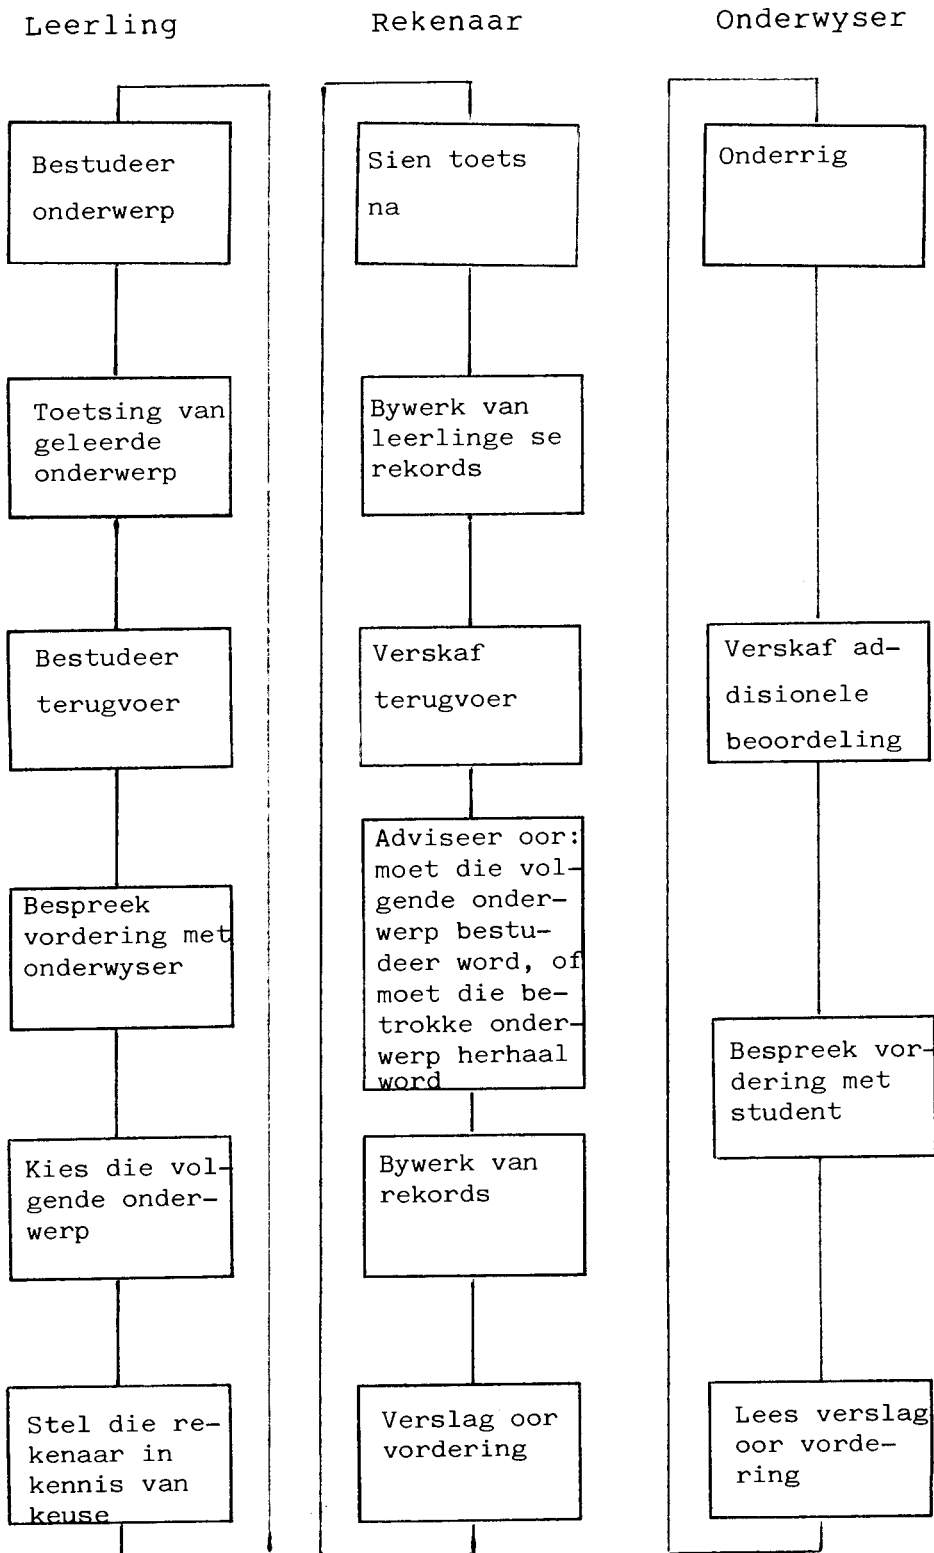 Leerling
Rekenaar
Onderwyser
Bestudeer
onderwerp
Toetsing van
geleerde
onderwerp
Bestudeer
terugvoer
Bespreek
vordering met
onderwyser
Kies die vol-
gende onder-
werp
Stel die re-
kenaar in
kennis van
keuse
Sien toets
na
Bywerk van
leerlinge se
rekords
Verskaf
terugvoer
Adviseer oor:
moet die vol-
gende onder-
werp bestu-
deer word, of
moet die be-
trokke onder-
werp herhaal
word
Bywerk van
rekords
Verslag oor
vordering
Onderrig
Verskaf ad-
disionele
beoordeling
Bespreek vor-
dering met
student
Lees verslag
oor vorde-
ring